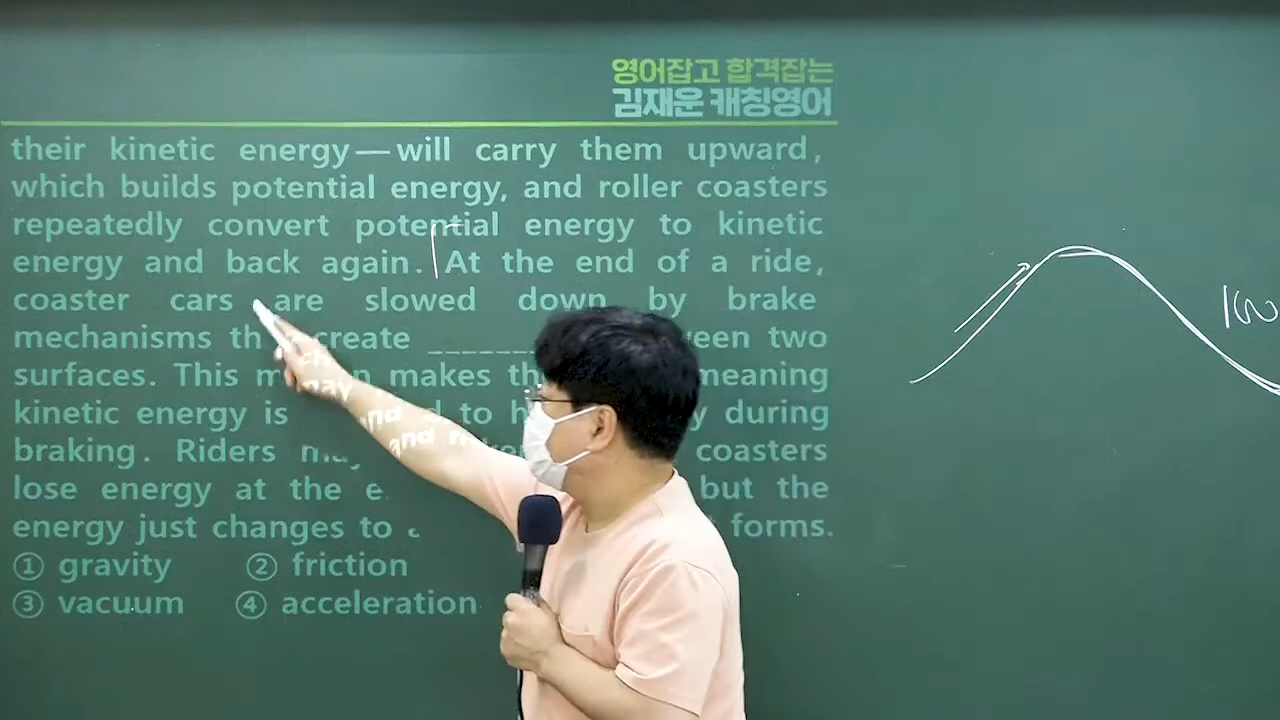 영어잡고 합격잡는
김재운 캐칭영어
their kinetic energy—will carry them upward,
which builds potential energy, and roller coasters
repeatedly convert potential energy to kinetic
energy and back again. At the end of a ride,
coaster cars are slowed down by brake
mechanisms create ______ two
surfaces. This makes meaning
kinetic energy is to during
braking. Riders may coasters
lose energy at the but the
energy just changes to forms.
① gravity ② friction
③ vacuum ④ acceleration